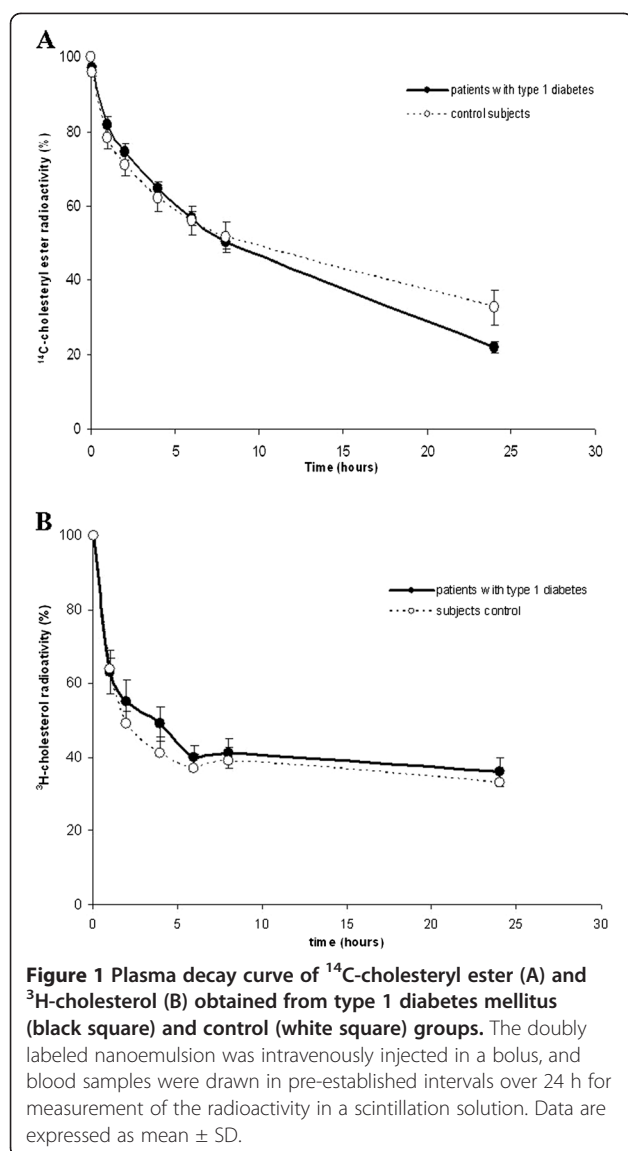 A
100
80
60
40
20
0
¹⁴C-cholesteryl ester radioactivity (%)
patients with type 1 diabetes
control subjects
0 5 10 15 20 25 30
Time (hours)
B
100
80
60
40
20
0
³H-cholesterol radioativity (%)
patients with type 1 diabetes
subjects control
0 5 10 15 20 25 30
time (hours)
Figure 1 Plasma decay curve of ¹⁴C-cholesteryl ester (A) and
³H-cholesterol (B) obtained from type 1 diabetes mellitus
(black square) and control (white square) groups. The doubly
labeled nanoemulsion was intravenously injected in a bolus, and
blood samples were drawn in pre-established intervals over 24 h for
measurement of the radioactivity in a scintillation solution. Data are
expressed as mean ± SD.